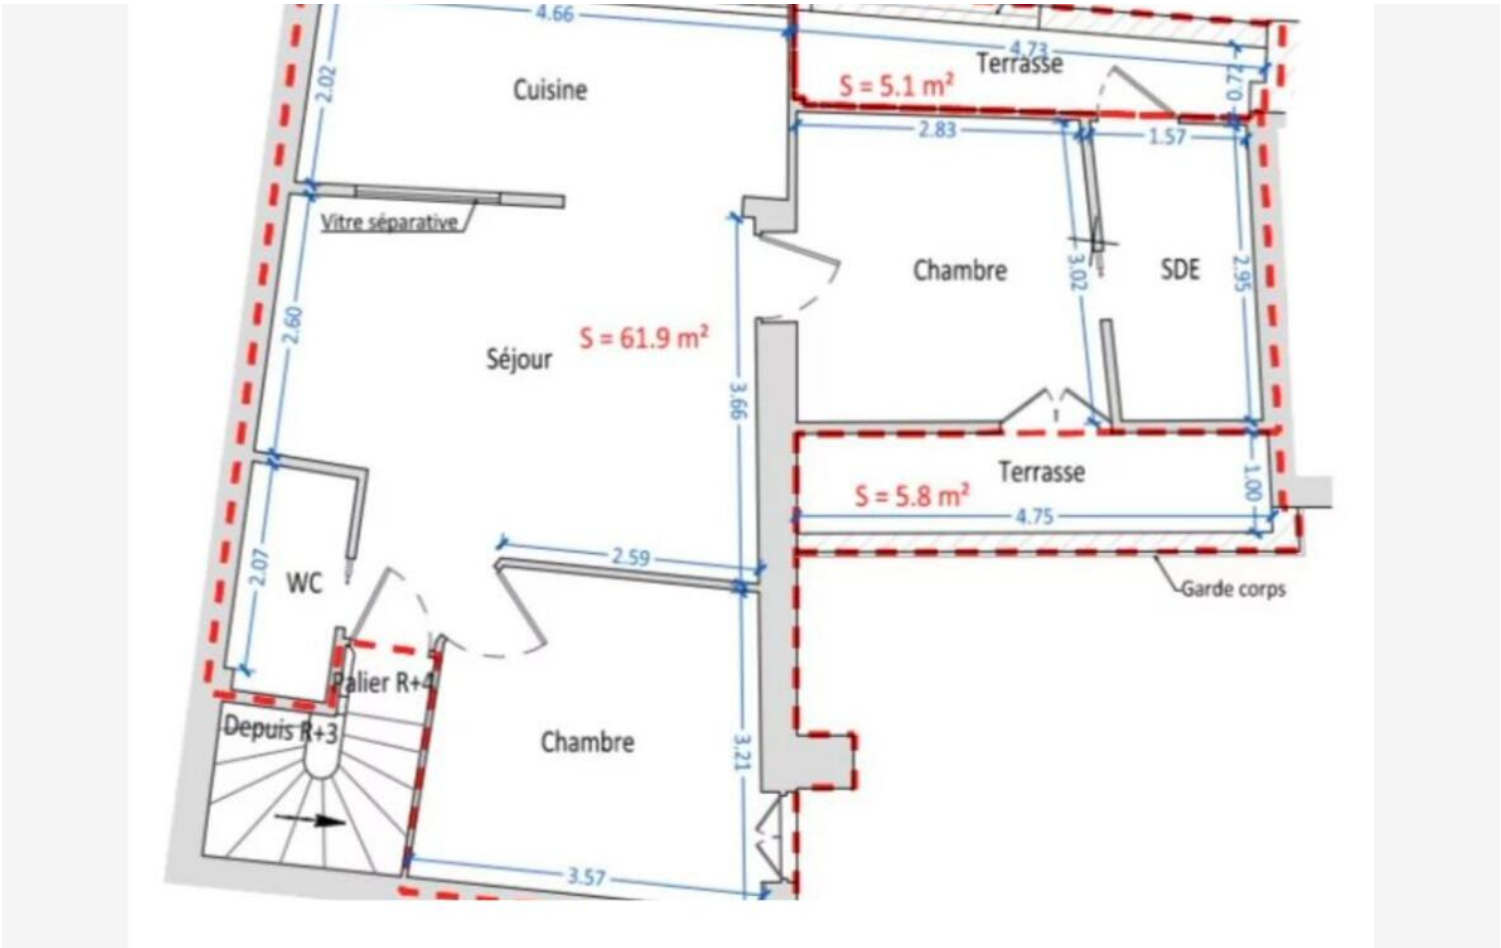 4.66
4.73
Terrasse
S = 5.1 m²
0.72
2.02
Cuisine
2.83
1.57
Vitre séparative
Chambre
3.02
SDE
2.95
2.60
S = 61.9 m²
Séjour
3.66
Terrasse
S = 5.8 m²
1.00
4.75
2.59
2.07
WC
Garde corps
Palier R+4
Depuis R+3
Chambre
3.21
3.57